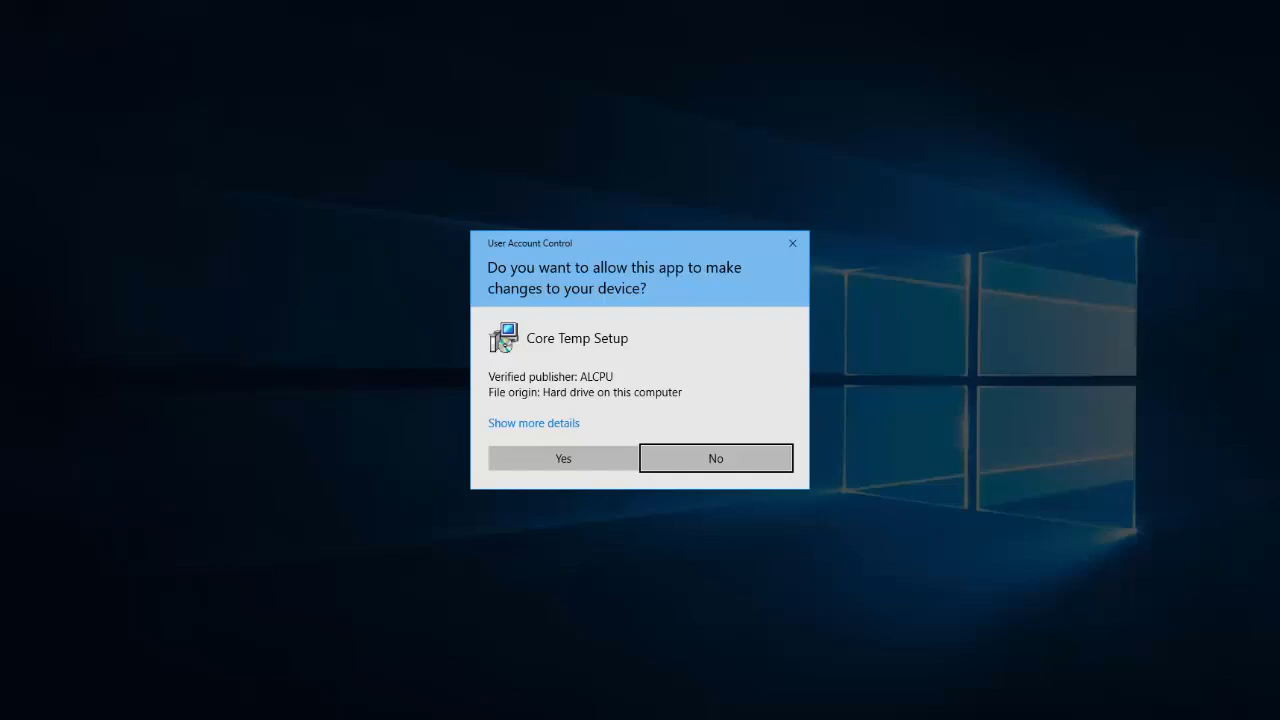 User Account Control
Do you want to allow this app to make
changes to your device?
Core Temp Setup
Verified publisher: ALCPU
File origin: Hard drive on this computer
Show more details
Yes
No